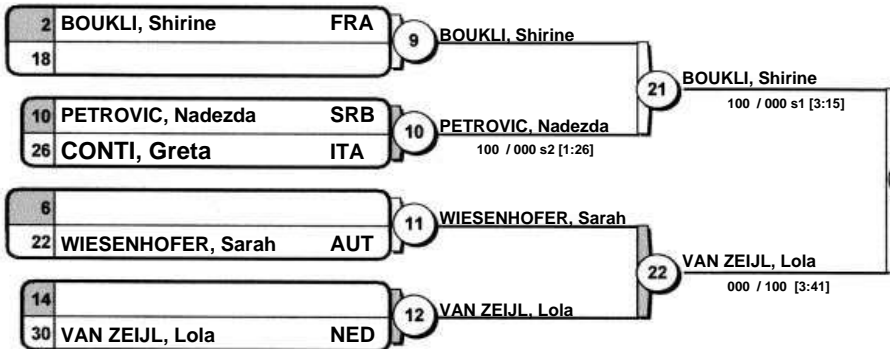 2 BOUKLI, Shirine FRA
18
9 BOUKLI, Shirine
10 PETROVIC, Nadezda SRB
26 CONTI, Greta ITA
10 PETROVIC, Nadezda
100 / 000 s2 [1:26]
21 BOUKLI, Shirine
100 / 000 s1 [3:15]
6
22 WIESENHOFER, Sarah AUT
11 WIESENHOFER, Sarah
14
30 VAN ZEIJL, Lola NED
12 VAN ZEIJL, Lola
22 VAN ZEIJL, Lola
000 / 100 [3:41]